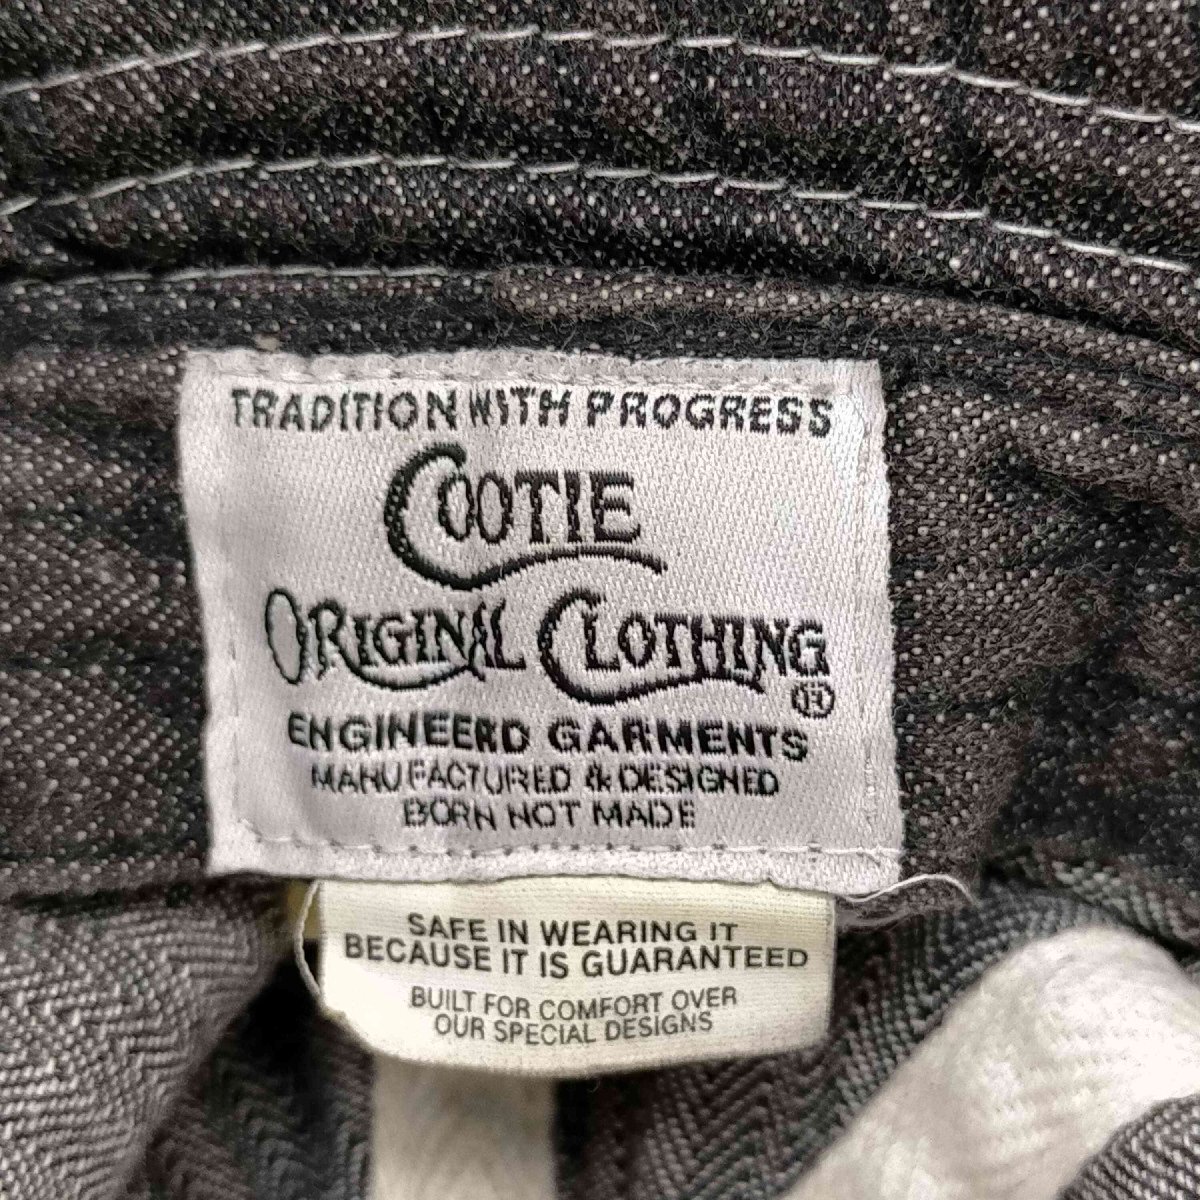 TRADITION WITH PROGRESS
COOTIE
ORIGINAL CLOTHING
®
ENGINEERD GARMENTS
MANUFACTURED & DESIGNED
BORN NOT MADE
SAFE IN WEARING IT
BECAUSE IT IS GUARANTEED
BUILT FOR COMFORT OVER
OUR SPECIAL DESIGNS